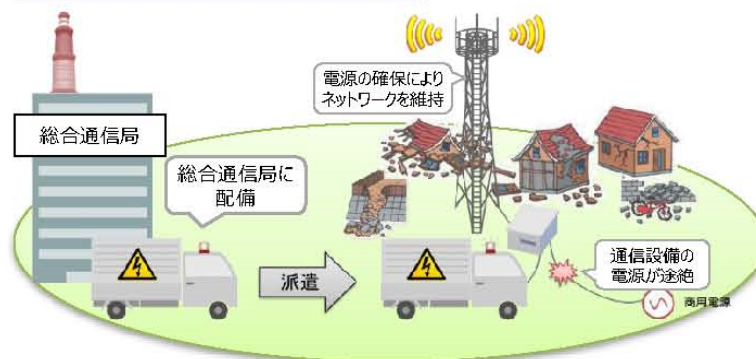 電源の確保により
ネットワークを維持
総合通信局
総合通信局に
配備
派遣
通信設備の
電源が途絶
商用電源